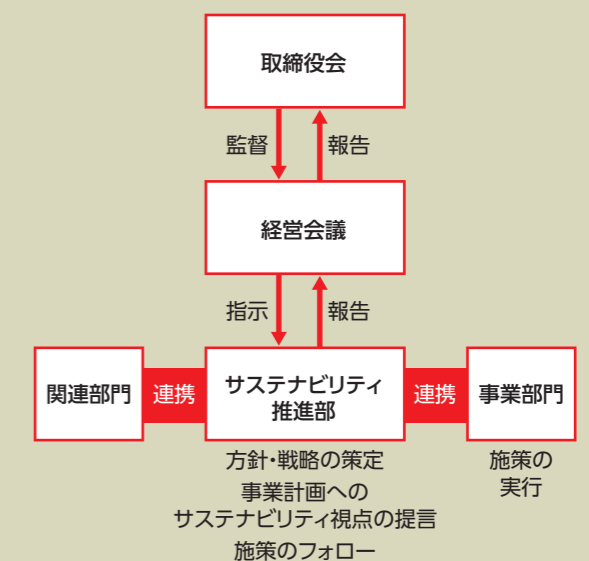 取締役会
監督
報告
経営会議
指示
報告
関連部門
連携
サステナビリティ
推進部
連携
事業部門
方針・戦略の策定
事業計画への
サステナビリティ視点の提言
施策のフォロー
施策の
実行